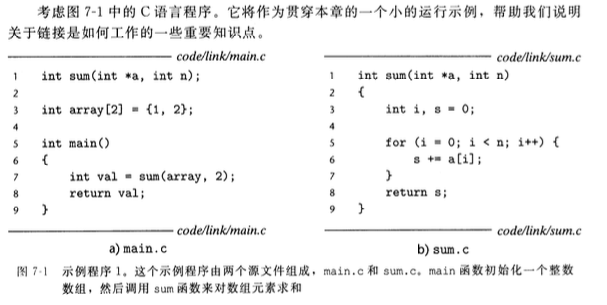 考虑图 7-1 中的 C 语言程序。它将作为贯穿本章的一个小的运行示例，帮助我们说明
关于链接是如何工作的一些重要知识点。
code/link/main.c
1 int sum(int *a, int n);
2
3 int array[2] = {1, 2};
4
5 int main()
6 {
7 int val = sum(array, 2);
8 return val;
9 }
code/link/main.c
a) main.c
code/link/sum.c
1 int sum(int *a, int n)
2 {
3 int i, s = 0;
4
5 for (i = 0; i < n; i++) {
6 s += a[i];
7 }
8 return s;
9 }
code/link/sum.c
b) sum.c
图 7-1 示例程序 1。这个示例程序由两个源文件组成，main.c 和 sum.c。main 函数初始化一个整数
数组，然后调用 sum 函数来对数组元素求和